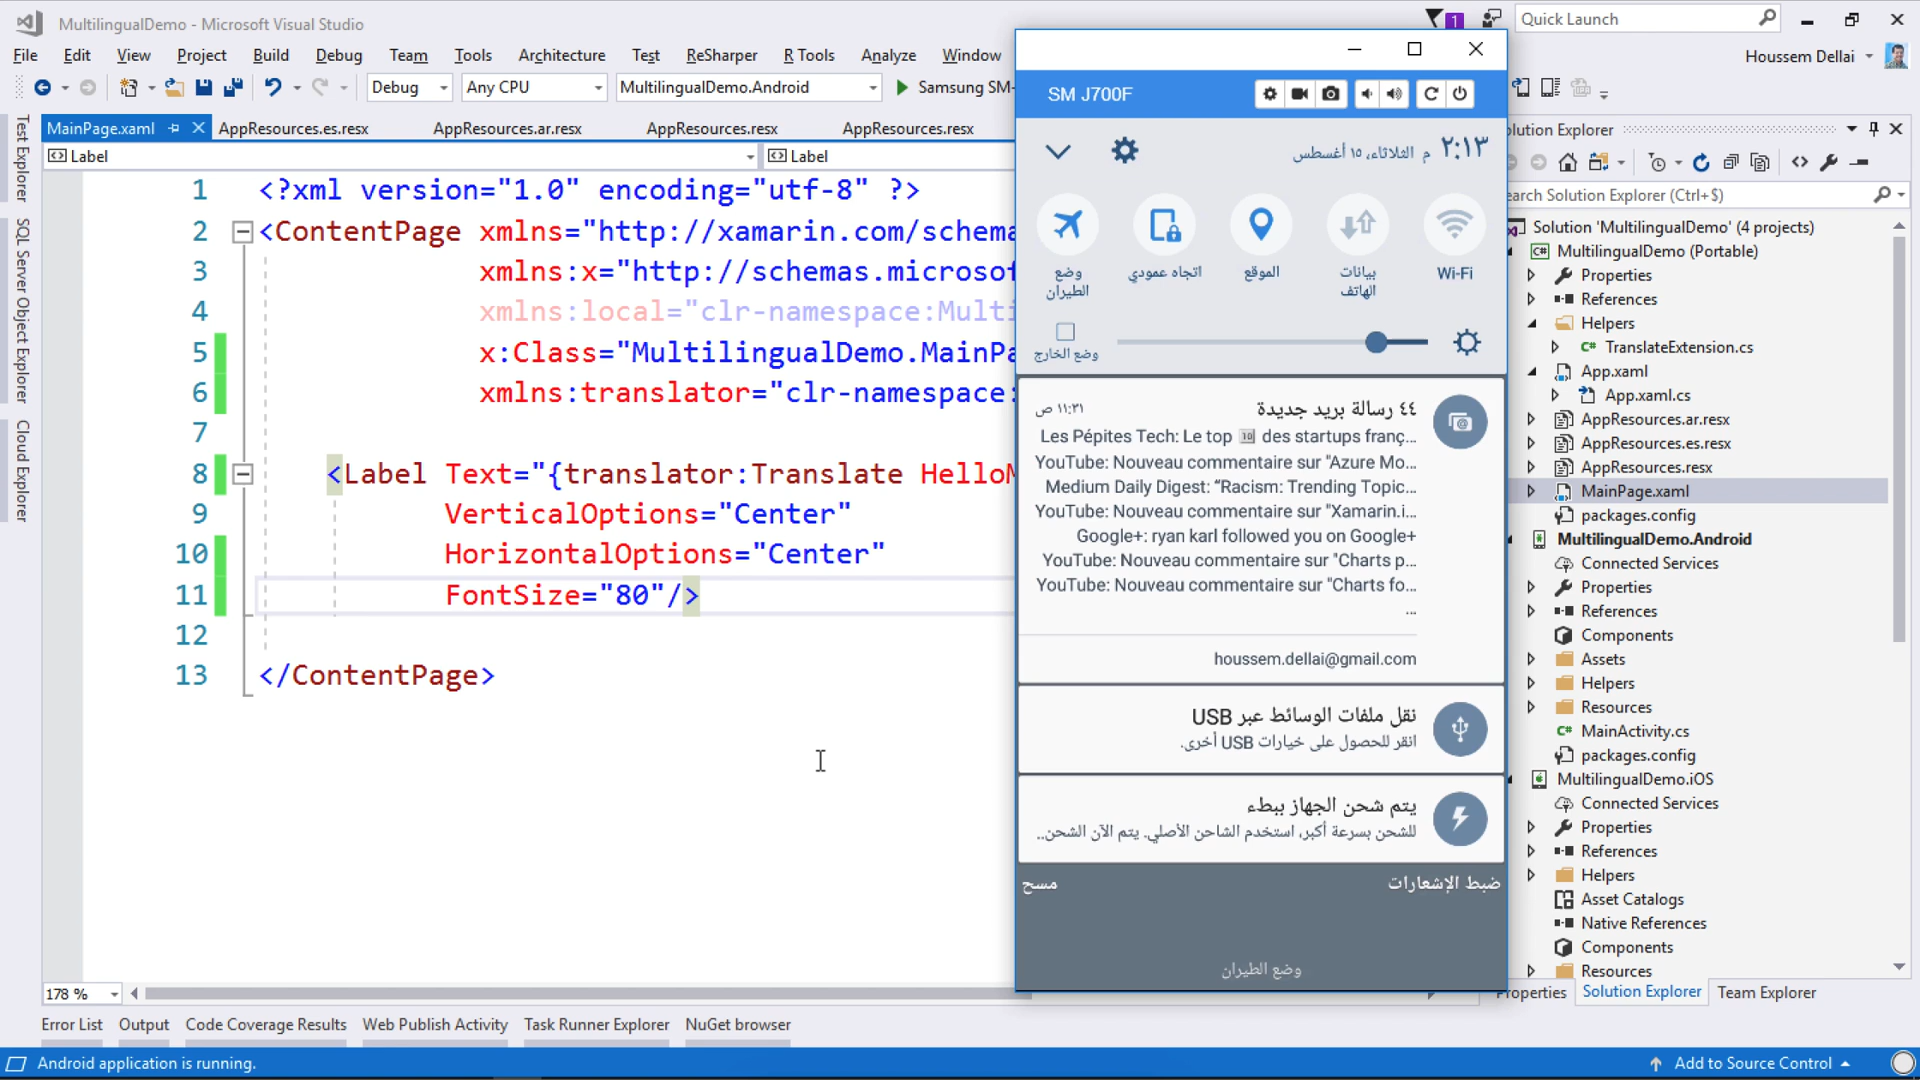 MultilingualDemo - Microsoft Visual Studio
1
Quick Launch
File Edit View Project Build Debug Team Tools Architecture Test ReSharper R Tools Analyze Window
Houssem Dellai
Debug Any CPU MultilingualDemo.Android Samsung SM-
MainPage.xaml AppResources.es.resx AppResources.ar.resx AppResources.resx AppResources.resx
Label Label
Test Explorer
SQL Server Object Explorer
Cloud Explorer
1 <?xml version="1.0" encoding="utf-8" ?>
2 <ContentPage xmlns="http://xamarin.com/schema
3 xmlns:x="http://schemas.microsof
4 xmlns:local="clr-namespace:Multi
5 x:Class="MultilingualDemo.MainPa
6 xmlns:translator="clr-namespace:
7
8 <Label Text="{translator:Translate HelloM
9 VerticalOptions="Center"
10 HorizontalOptions="Center"
11 FontSize="80"/>
12
13 </ContentPage>
178 %
SM J700F
٢:١٣ م الثلاثاء، ١٥ أغسطس
وضع الطيران
اتجاه عمودي
الموقع
بيانات الهاتف
Wi-Fi
وضع الخارج
٤٤ رسالة بريد جديدة
١١:٣١ ص
Les Pépites Tech: Le top 10 des startups franç...
YouTube: Nouveau commentaire sur "Azure Mo...
Medium Daily Digest: “Racism: Trending Topic...
YouTube: Nouveau commentaire sur "Xamarin.i...
Google+: ryan karl followed you on Google+
YouTube: Nouveau commentaire sur "Charts p...
YouTube: Nouveau commentaire sur "Charts fo...
...
houssem.dellai@gmail.com
نقل ملفات الوسائط عبر USB
انقر للحصول على خيارات USB أخرى.
يتم شحن الجهاز ببطء
للشحن بسرعة أكبر، استخدم الشاحن الأصلي. يتم الآن الشحن..
ضبط الإشعارات
مسح
وضع الطيران
olution Explorer
earch Solution Explorer (Ctrl+$)
Solution 'MultilingualDemo' (4 projects)
MultilingualDemo (Portable)
Properties
References
Helpers
TranslateExtension.cs
App.xaml
App.xaml.cs
AppResources.ar.resx
AppResources.es.resx
AppResources.resx
MainPage.xaml
packages.config
MultilingualDemo.Android
Connected Services
Properties
References
Components
Assets
Helpers
Resources
MainActivity.cs
packages.config
MultilingualDemo.iOS
Connected Services
Properties
References
Helpers
Asset Catalogs
Native References
Components
Resources
Properties Solution Explorer Team Explorer
Error List Output Code Coverage Results Web Publish Activity Task Runner Explorer NuGet browser
Android application is running.
Add to Source Control